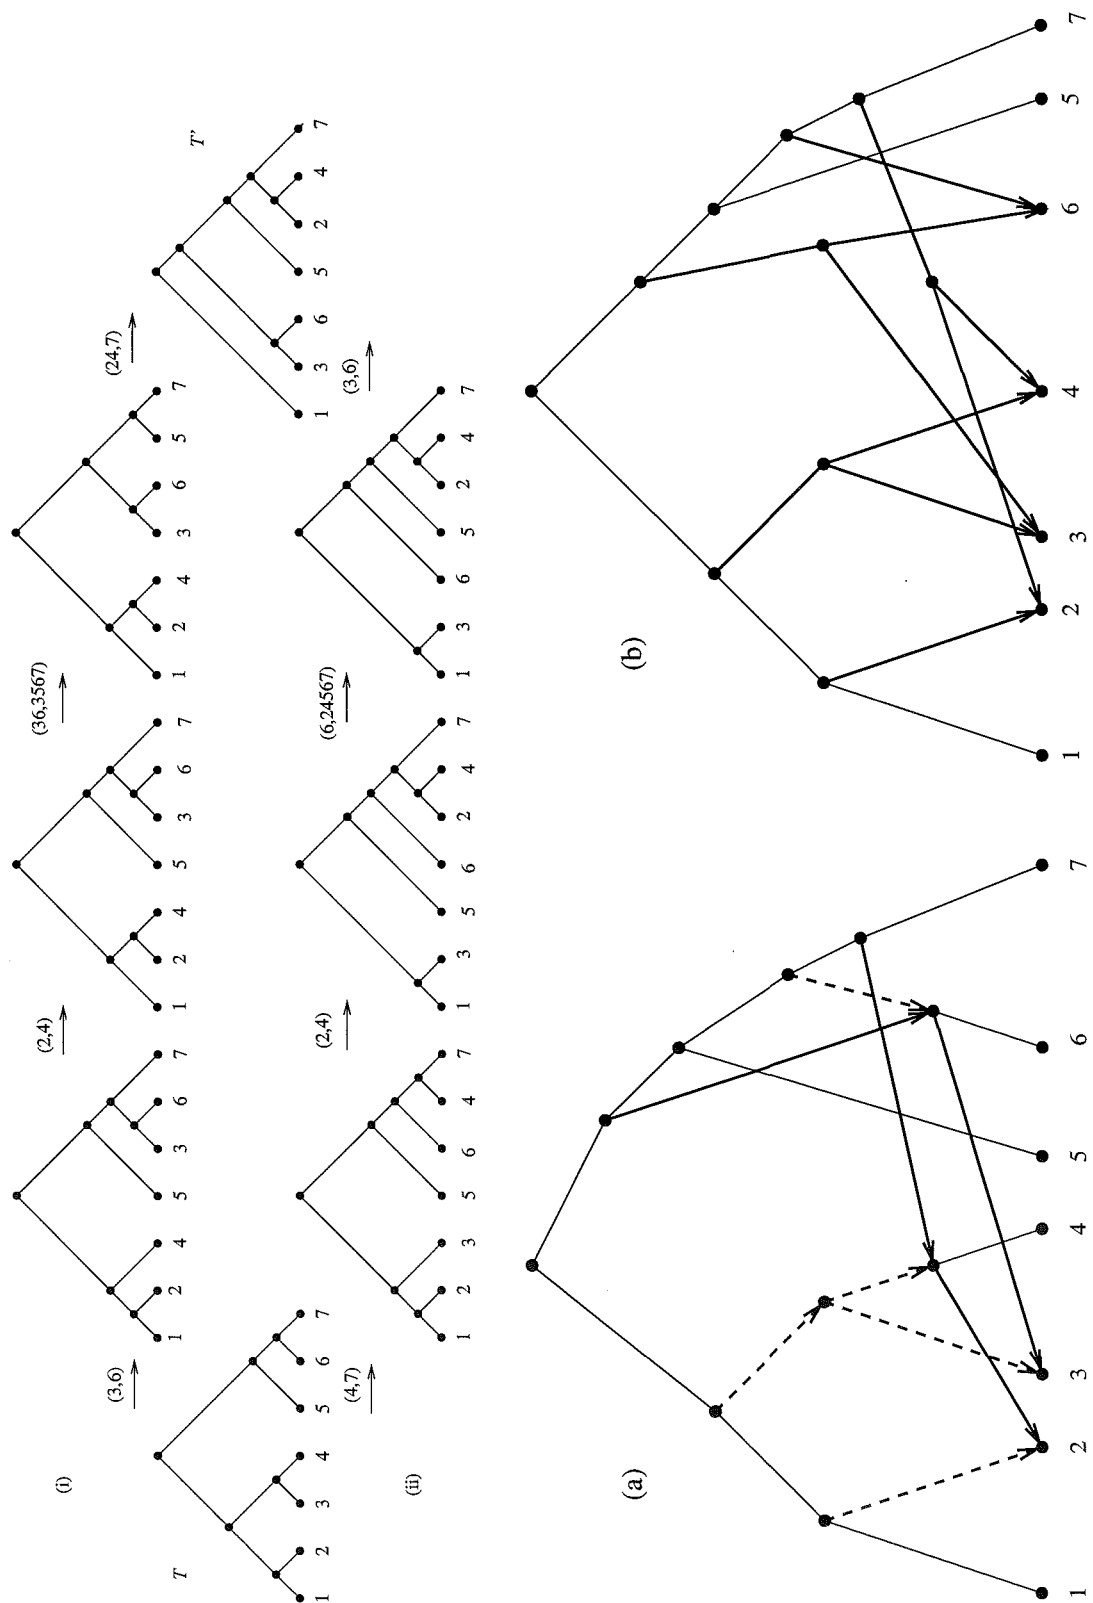 (i)
(2,4) (36,3567)
(3,6) (24,7)
T T'
1 2 4 5 3 6 7
1 2 4 5 3 6 7
1 2 4 3 6 5 7
1 2 3 4 5 6 7
1 3 6 5 2 4 7
(2,4) (6,24567)
(4,7) (3,6)
(ii)
1 2 3 5 6 4 7
1 3 5 6 2 4 7
1 3 6 5 2 4 7
(a) (b)
1 2 3 4 5 6 7
1 2 3 4 6 5 7